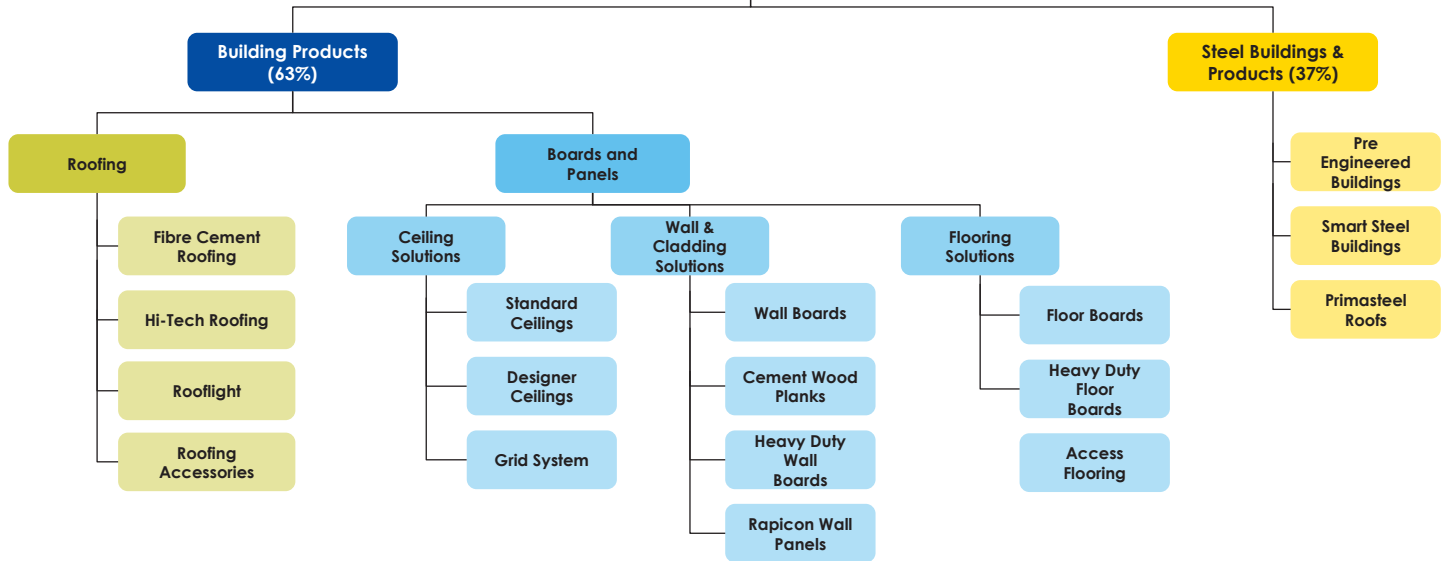 Building Products
(63%)
Steel Buildings &
Products (37%)
Roofing
Boards and
Panels
Pre
Engineered
Buildings
Smart Steel
Buildings
Primasteel
Roofs
Fibre Cement
Roofing
Hi-Tech Roofing
Rooflight
Roofing
Accessories
Ceiling
Solutions
Standard
Ceilings
Designer
Ceilings
Grid System
Wall &
Cladding
Solutions
Wall Boards
Cement Wood
Planks
Heavy Duty
Wall
Boards
Rapicon Wall
Panels
Flooring
Solutions
Floor Boards
Heavy Duty
Floor
Boards
Access
Flooring